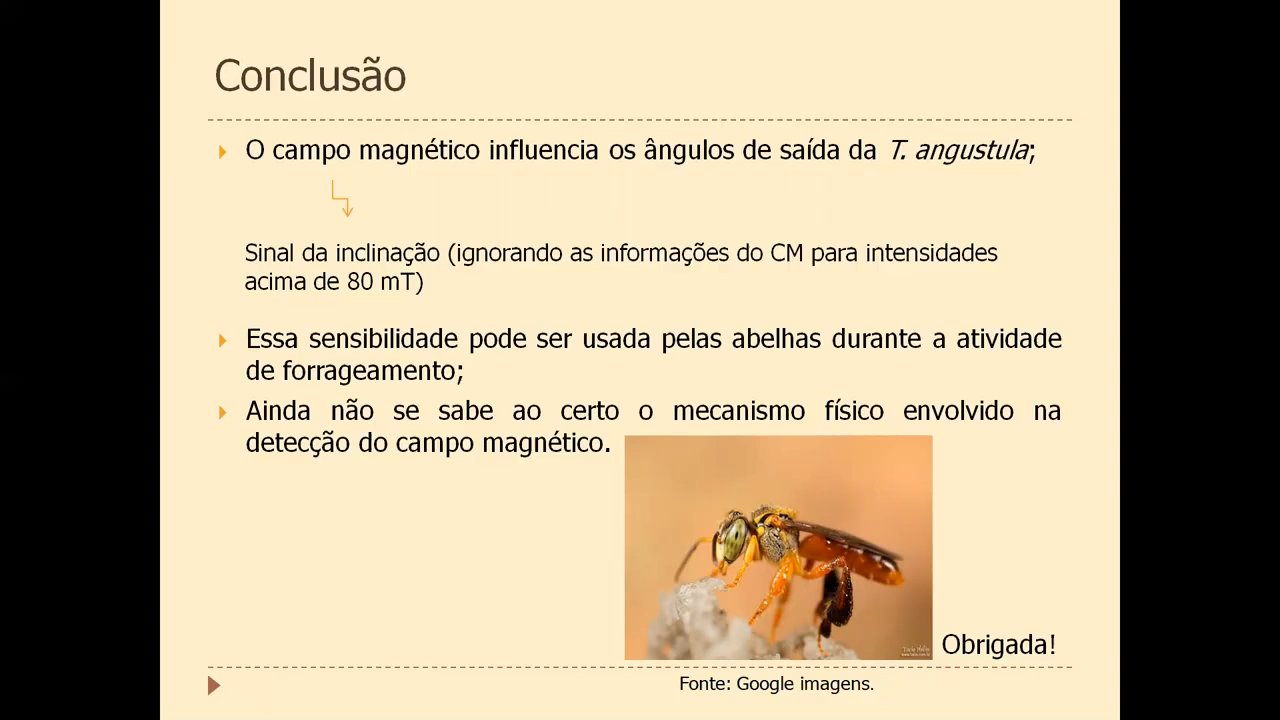 Conclusão
O campo magnético influencia os ângulos de saída da T. angustula;
Sinal da inclinação (ignorando as informações do CM para intensidades
acima de 80 mT)
Essa sensibilidade pode ser usada pelas abelhas durante a atividade
de forrageamento;
Ainda não se sabe ao certo o mecanismo físico envolvido na
detecção do campo magnético.
Obrigada!
Fonte: Google imagens.